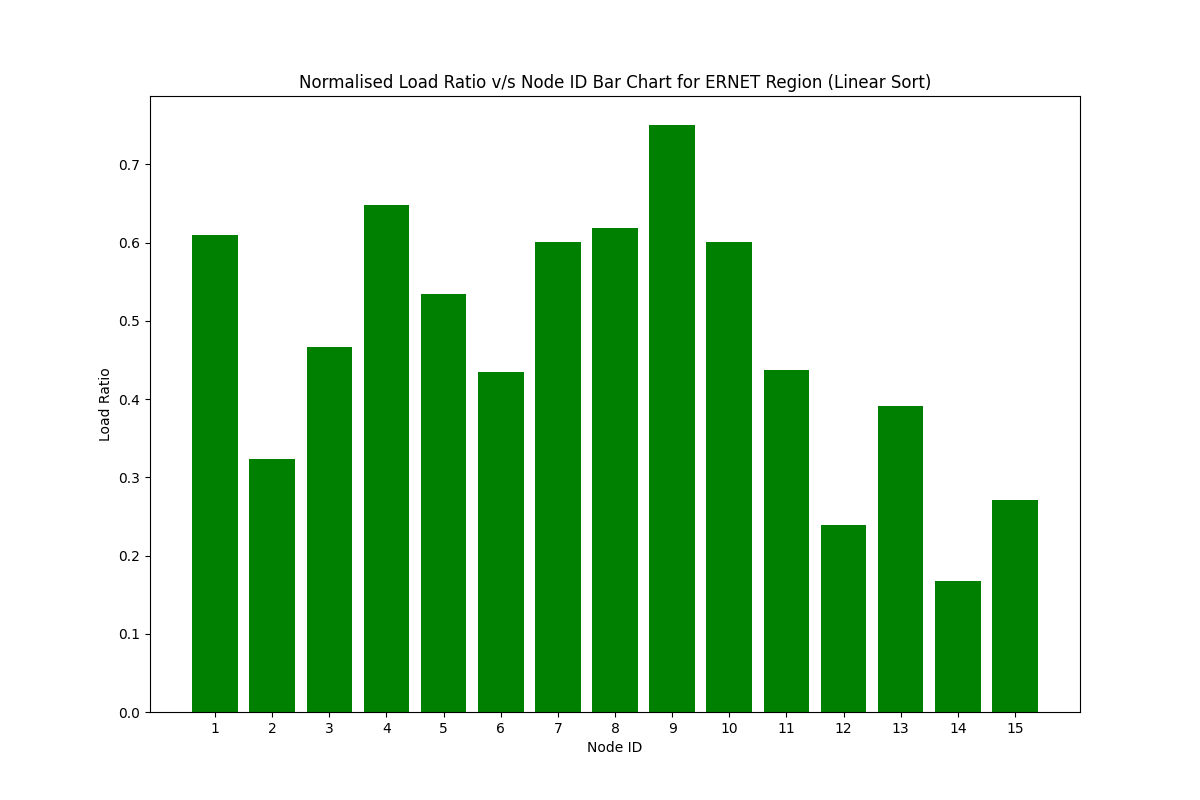 Normalised Load Ratio v/s Node ID Bar Chart for ERNET Region (Linear Sort)
0.7
0.6
0.5
0.4
0.3
0.2
0.1
0.0
Load Ratio
1 2 3 4 5 6 7 8 9 10 11 12 13 14 15
Node ID